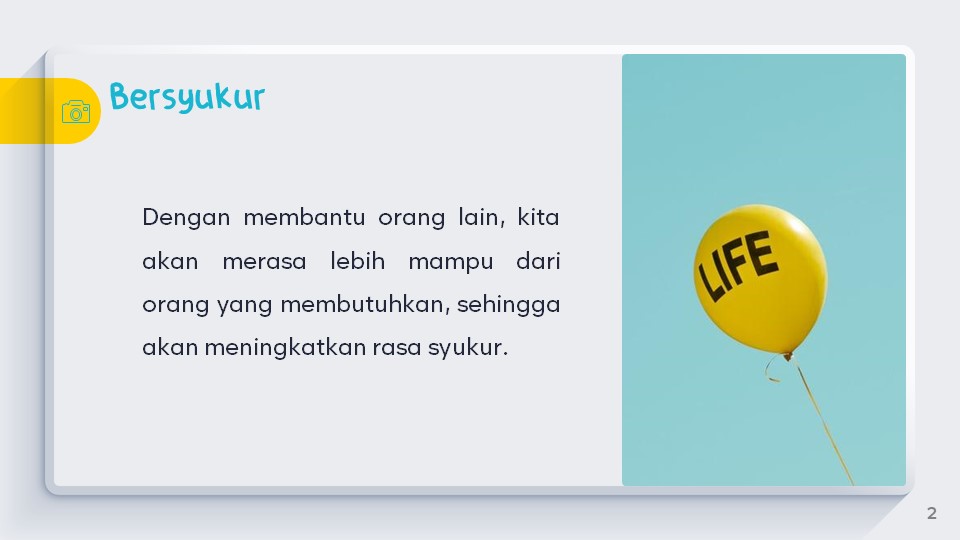 Bersyukur
Dengan membantu orang lain, kita
akan merasa lebih mampu dari
orang yang membutuhkan, sehingga
akan meningkatkan rasa syukur.
LIFE
2